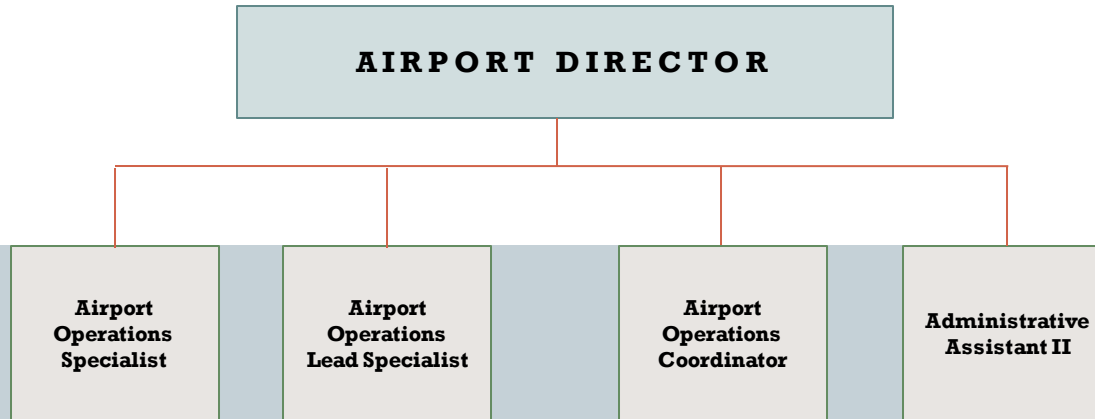 AIRPORT DIRECTOR
Airport
Operations
Specialist
Airport
Operations
Lead Specialist
Airport
Operations
Coordinator
Administrative
Assistant II